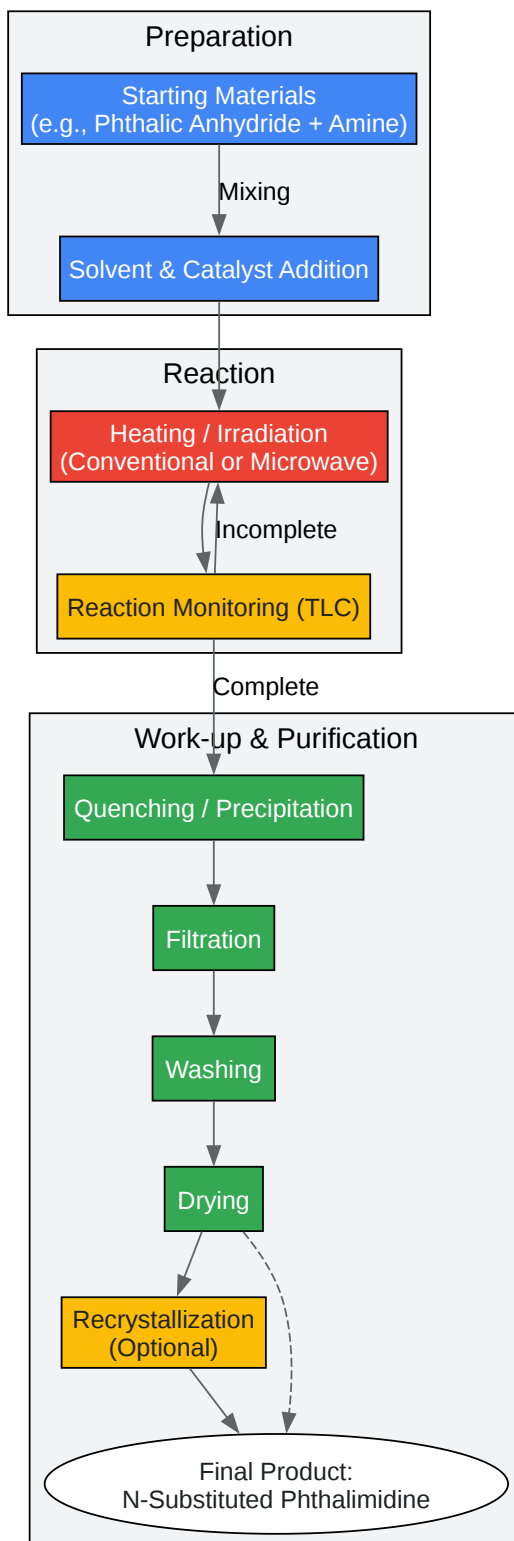 Preparation
Starting Materials
(e.g., Phthalic Anhydride + Amine)
Mixing
Solvent & Catalyst Addition
Reaction
Heating / Irradiation
(Conventional or Microwave)
Incomplete
Reaction Monitoring (TLC)
Complete
Work-up & Purification
Quenching / Precipitation
Filtration
Washing
Drying
Recrystallization
(Optional)
Final Product:
N-Substituted Phthalimidine